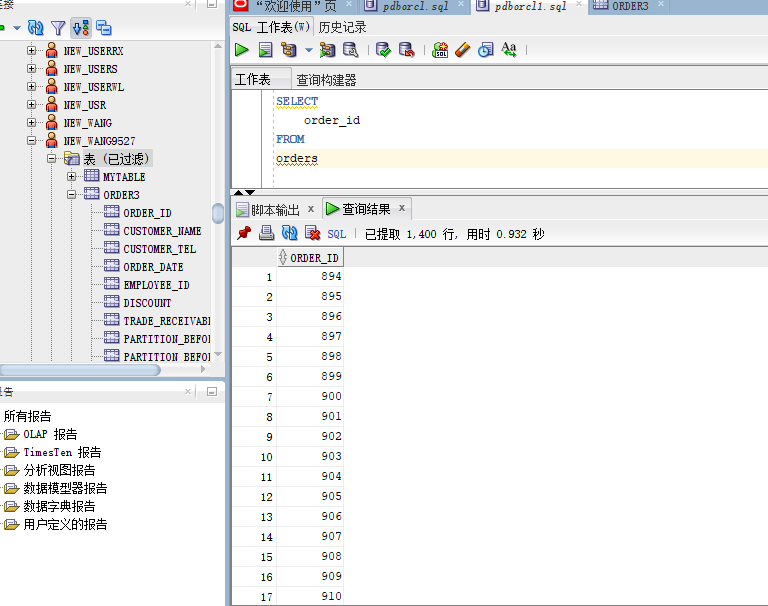 连接
“欢迎使用”页
pdborcl.sql
pdborcl1.sql
ORDER3
SQL 工作表(W) 历史记录
工作表 查询构建器
SELECT
order_id
FROM
orders
NEW_USERRX
NEW_USERS
NEW_USERWL
NEW_USR
NEW_WANG
NEW_WANG9527
表 (已过滤)
MYTABLE
ORDER3
ORDER_ID
CUSTOMER_NAME
CUSTOMER_TEL
ORDER_DATE
EMPLOYEE_ID
DISCOUNT
TRADE_RECEIVABL
PARTITION_BEFOR
PARTITION_BEFOR
报告
所有报告
OLAP 报告
TimesTen 报告
分析视图报告
数据模型器报告
数据字典报告
用户定义的报告
脚本输出 x 查询结果 x
SQL | 已提取 1,400 行, 用时 0.932 秒
ORDER_ID
1 894
2 895
3 896
4 897
5 898
6 899
7 900
8 901
9 902
10 903
11 904
12 905
13 906
14 907
15 908
16 909
17 910